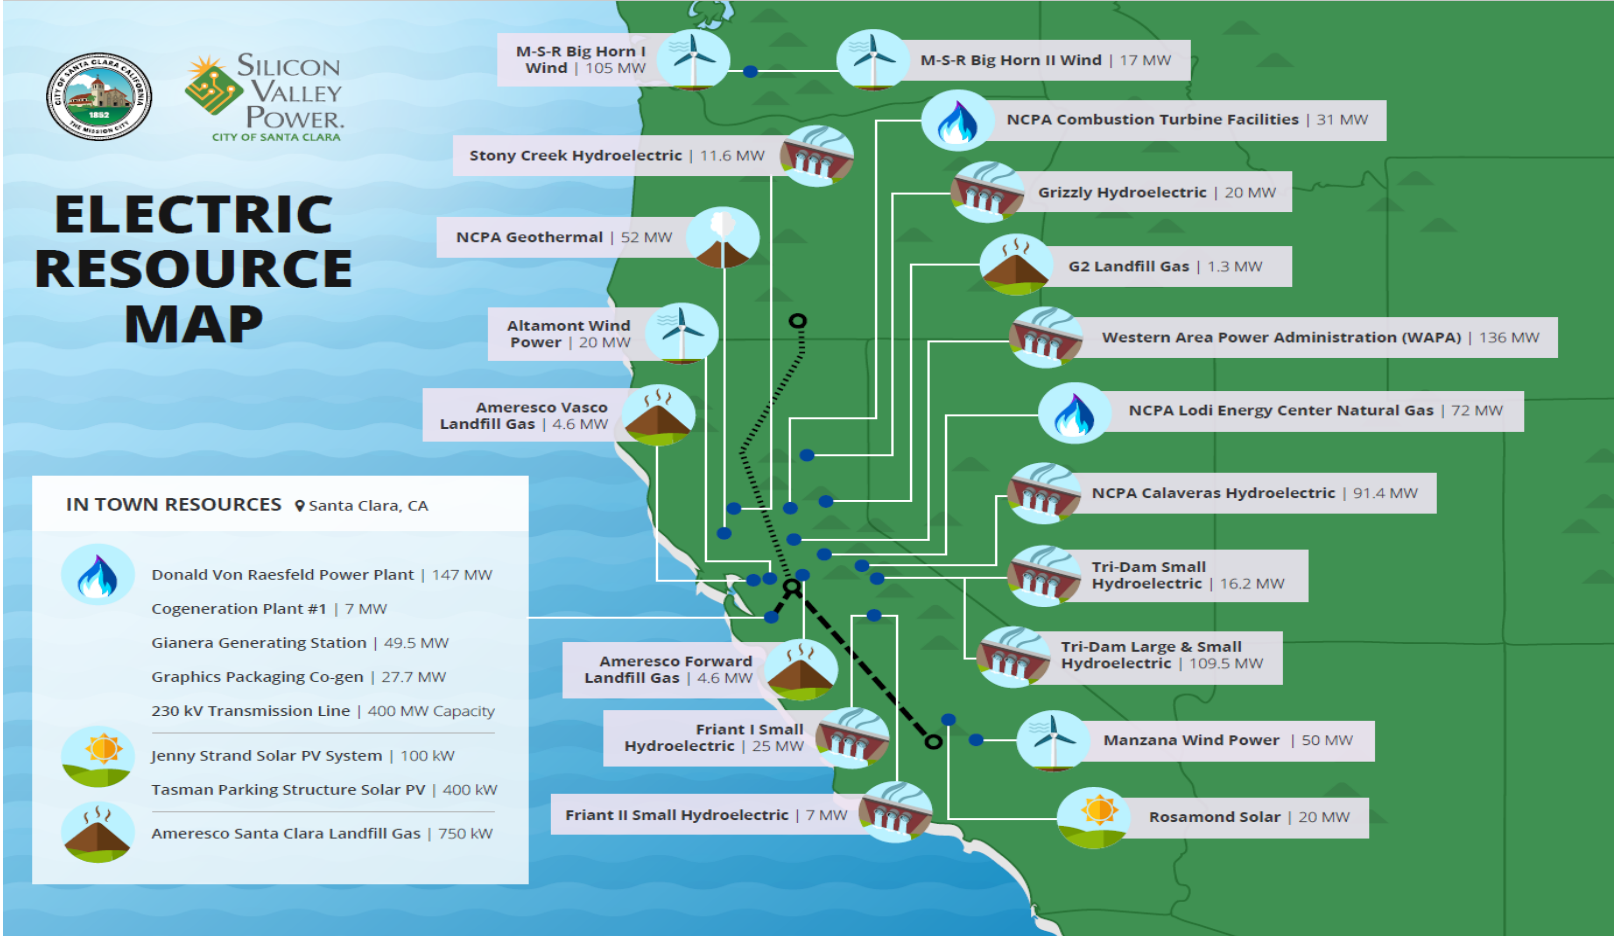 CITY OF SANTA CLARA CALIFORNIA
1852
THE MISSION CITY
SILICON
VALLEY
POWER.
CITY OF SANTA CLARA
ELECTRIC
RESOURCE
MAP
M-S-R Big Horn I
Wind | 105 MW
M-S-R Big Horn II Wind | 17 MW
NCPA Combustion Turbine Facilities | 31 MW
Stony Creek Hydroelectric | 11.6 MW
Grizzly Hydroelectric | 20 MW
NCPA Geothermal | 52 MW
G2 Landfill Gas | 1.3 MW
Altamont Wind
Power | 20 MW
Western Area Power Administration (WAPA) | 136 MW
Ameresco Vasco
Landfill Gas | 4.6 MW
NCPA Lodi Energy Center Natural Gas | 72 MW
NCPA Calaveras Hydroelectric | 91.4 MW
Tri-Dam Small
Hydroelectric | 16.2 MW
Tri-Dam Large & Small
Hydroelectric | 109.5 MW
Ameresco Forward
Landfill Gas | 4.6 MW
Friant I Small
Hydroelectric | 25 MW
Manzana Wind Power | 50 MW
Friant II Small Hydroelectric | 7 MW
Rosamond Solar | 20 MW
IN TOWN RESOURCES Santa Clara, CA
Donald Von Raesfeld Power Plant | 147 MW
Cogeneration Plant #1 | 7 MW
Gianera Generating Station | 49.5 MW
Graphics Packaging Co-gen | 27.7 MW
230 kV Transmission Line | 400 MW Capacity
Jenny Strand Solar PV System | 100 kW
Tasman Parking Structure Solar PV | 400 kW
Ameresco Santa Clara Landfill Gas | 750 kW